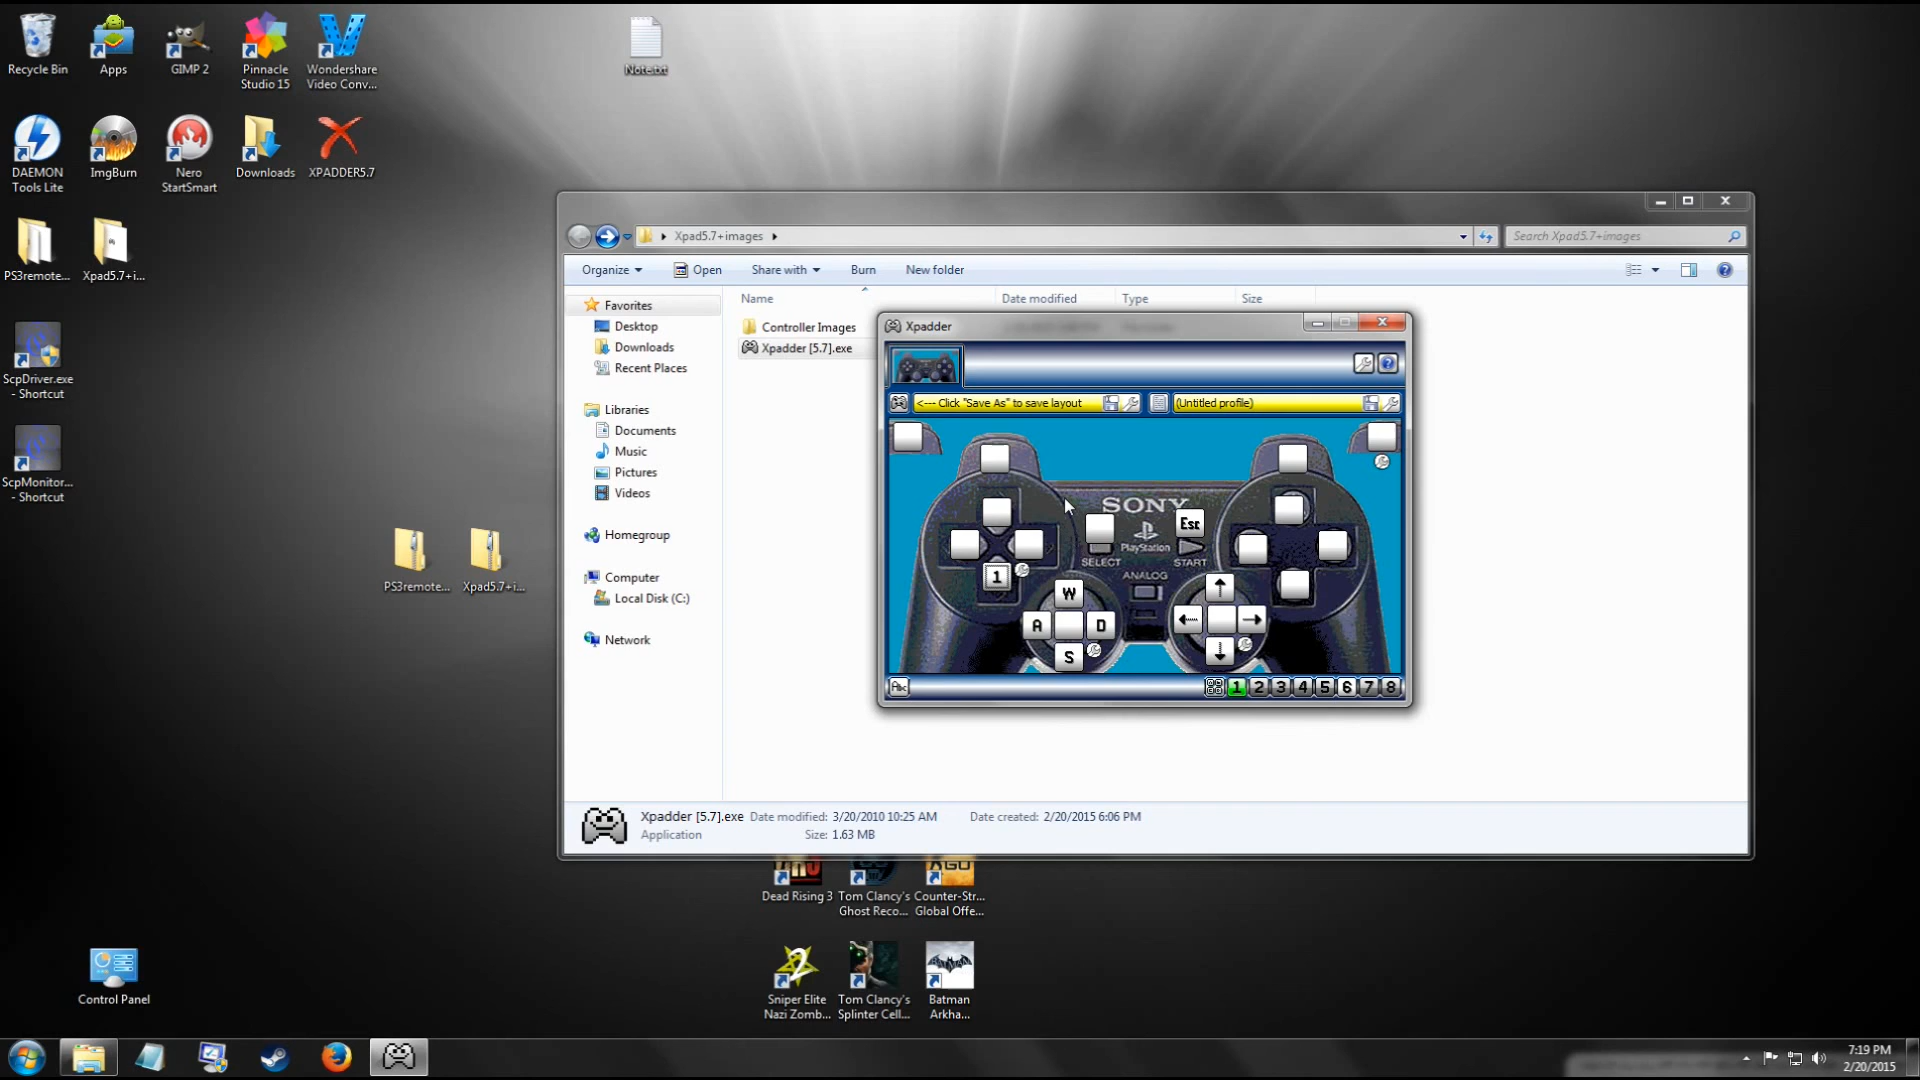 Recycle Bin
Apps
GIMP 2
Pinnacle
Studio 15
Wondershare
Video Conv...
Note.txt
DAEMON
Tools Lite
ImgBurn
Nero
StartSmart
Downloads
XPADDER5.7
PS3remote...
Xpad5.7+i...
ScpDriver.exe
- Shortcut
ScpMonitor...
- Shortcut
PS3remote...
Xpad5.7+i...
Control Panel
Xpad5.7+images
Search Xpad5.7+images
Organize
Open
Share with
Burn
New folder
Favorites
Desktop
Downloads
Recent Places
Libraries
Documents
Music
Pictures
Videos
Homegroup
Computer
Local Disk (C:)
Network
Name
Date modified
Type
Size
Controller Images
Xpadder [5.7].exe
Xpadder
<--- Click "Save As" to save layout
(Untitled profile)
SONY
Esc
PlayStation
SELECT
START
ANALOG
1
W
A
D
S
Abc
1 2 3 4 5 6 7 8
Xpadder [5.7].exe Date modified: 3/20/2010 10:25 AM Date created: 2/20/2015 6:06 PM
Application Size: 1.63 MB
Dead Rising 3
Tom Clancy's
Ghost Reco...
Counter-Str...
Global Offe...
2
Sniper Elite
Nazi Zomb...
Tom Clancy's
Splinter Cell...
BATMAN
Batman
Arkha...
7:19 PM
2/20/2015